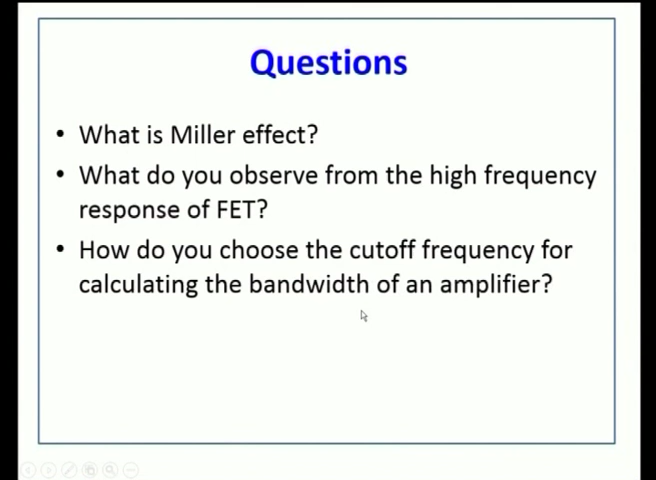 Questions
• What is Miller effect?
• What do you observe from the high frequency
response of FET?
• How do you choose the cutoff frequency for
calculating the bandwidth of an amplifier?